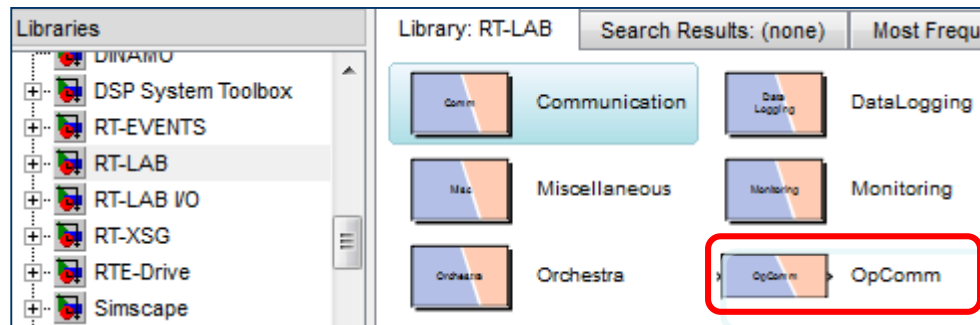 Libraries
DINAMO
DSP System Toolbox
RT-EVENTS
RT-LAB
RT-LAB I/O
RT-XSG
RTE-Drive
Simscape
Library: RT-LAB
Search Results: (none)
Most Frequ
Comm
Communication
Data
Logging
DataLogging
Misc
Miscellaneous
Monitoring
Monitoring
Orchestra
Orchestra
OpComm
OpComm